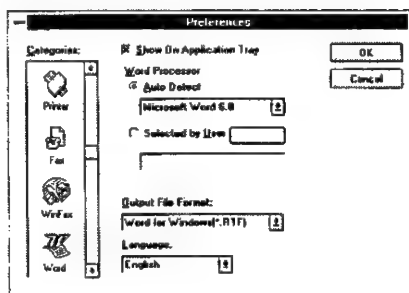 Preferences
Categories:
Printer
Fax
WinFax
Word
Show On Application Tray
Word Processor
Auto Detect
Microsoft Word 6.0
Selected by User
Output File Format:
Word for Windows(*.RTF)
Language:
English
OK
Cancel